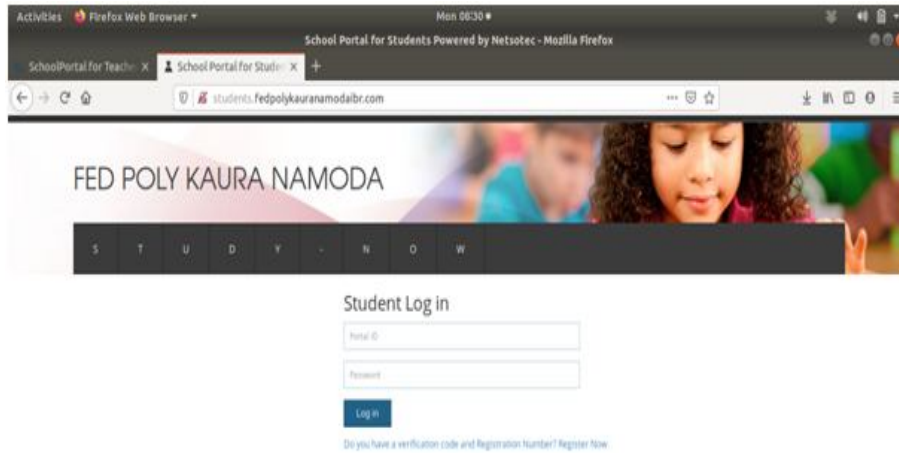 Activities Firefox Web Browser Mon 08:30
School Portal for Students Powered by Netsotec - Mozilla Firefox
SchoolPortal for Teache School Portal for Studen
students.fedpolykauranamodaibr.com
FED POLY KAURA NAMODA
S T U D Y - N O W
Student Log in
Portal ID
Password
Log in
Do you have a verification code and Registration Number? Register Now